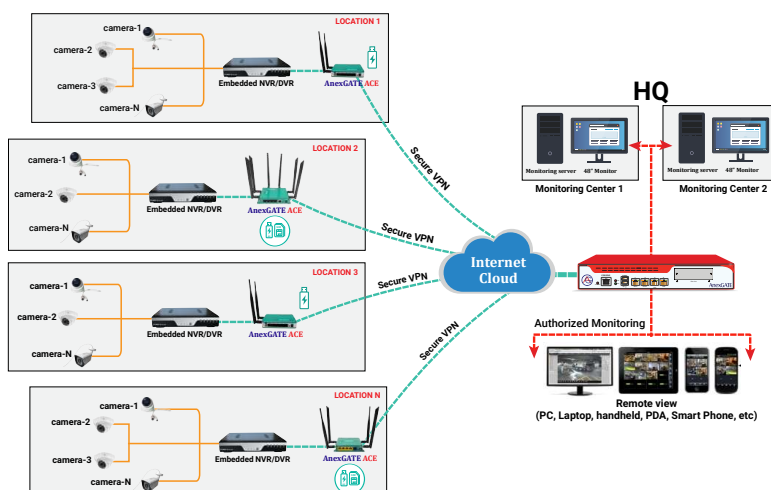 LOCATION 1
camera-1
camera-2
camera-3
camera-N
Embedded NVR/DVR
AnexGATE ACE
Secure VPN
LOCATION 2
camera-1
camera-2
camera-N
Embedded NVR/DVR
AnexGATE ACE
Secure VPN
LOCATION 3
camera-1
camera-2
camera-N
Embedded NVR/DVR
AnexGATE ACE
Secure VPN
LOCATION N
camera-1
camera-2
camera-3
camera-N
Embedded NVR/DVR
AnexGATE ACE
Secure VPN
Internet
Cloud
HQ
Monitoring server
48" Monitor
Monitoring Center 1
Monitoring server
48" Monitor
Monitoring Center 2
AnexGATE
Authorized Monitoring
Remote view
(PC, Laptop, handheld, PDA, Smart Phone, etc)